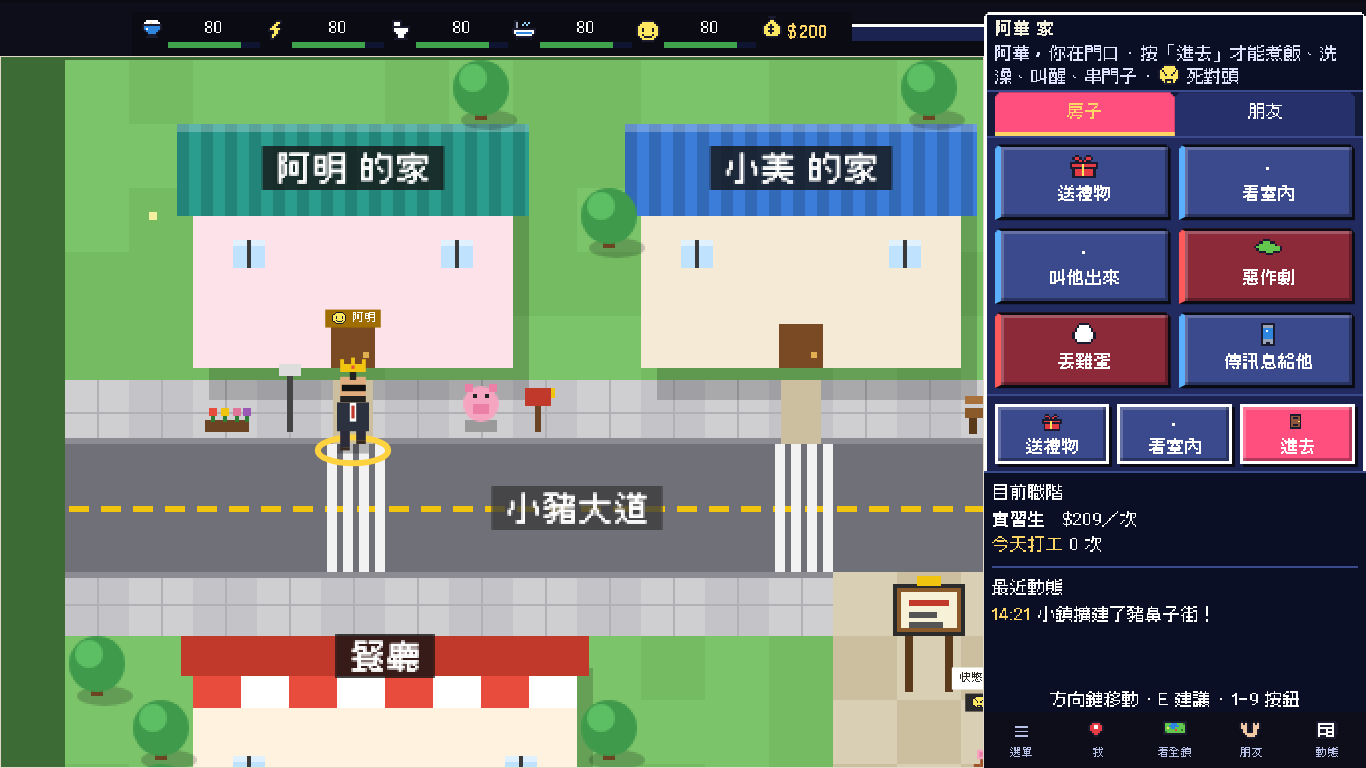 80 80 80 80 80 $200
阿明 的家
小美 的家
阿明
小豬大道
餐廳
快憋
阿華 家
阿華，你在門口·按「進去」才能煮飯、洗
澡、叫醒、串門子· 死對頭
房子 朋友
送禮物 看室內
叫他出來 惡作劇
丟雞蛋 傳訊息給他
送禮物 看室內 進去
目前職階
實習生 $209／次
今天打工 0 次
最近動態
14:21 小鎮擴建了豬鼻子街！
方向鍵移動·E 建議·1-9 按鈕
選單 我 看全鎮 朋友 動態